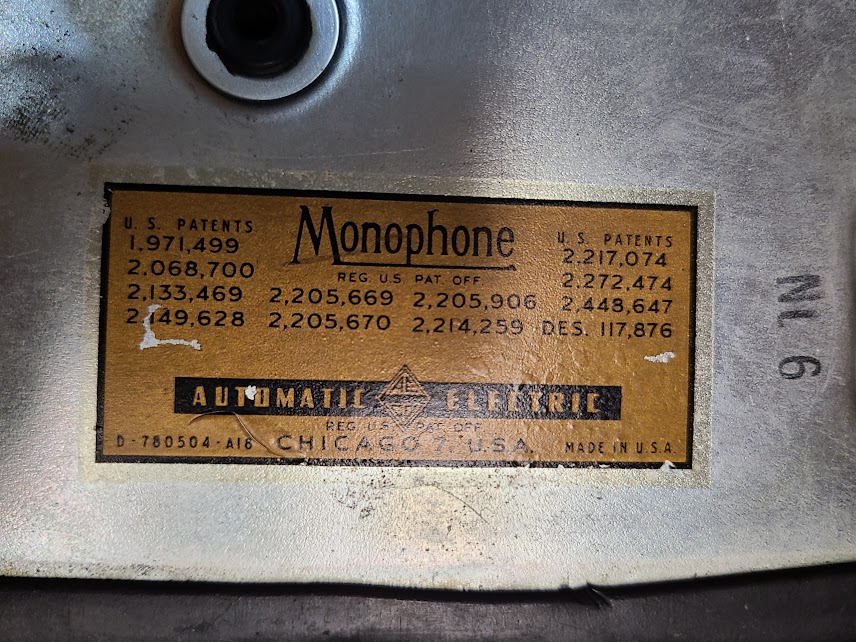 Monophone
REG. U.S. PAT. OFF.
U. S. PATENTS
1,971,499
2,068,700
2,133,469
2,149,628
2,205,669 2,205,906
2,205,670 2,214,259
U. S. PATENTS
2,217,074
2,272,474
2,448,647
DES. 117,876
AUTOMATIC ELECTRIC
REG. U.S. PAT. OFF.
D-780504-A18 CHICAGO 7, U.S.A. MADE IN U.S.A.
NL 6